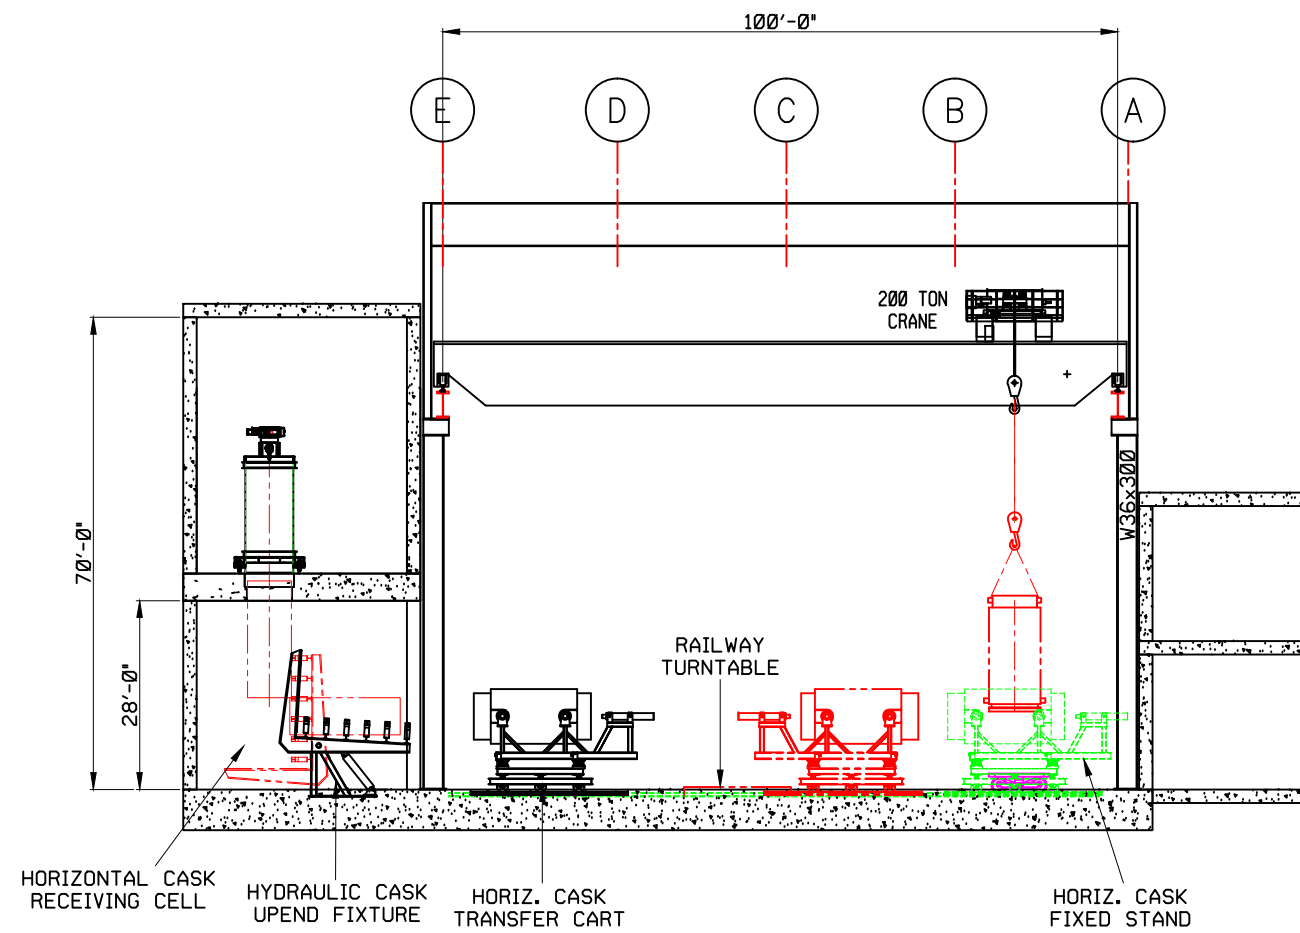 100'-0"
E
D
C
B
A
200 TON
CRANE
W36x300
70'-0"
28'-0"
RAILWAY
TURNTABLE
HORIZONTAL CASK
RECEIVING CELL
HYDRAULIC CASK
UPEND FIXTURE
HORIZ. CASK
TRANSFER CART
HORIZ. CASK
FIXED STAND